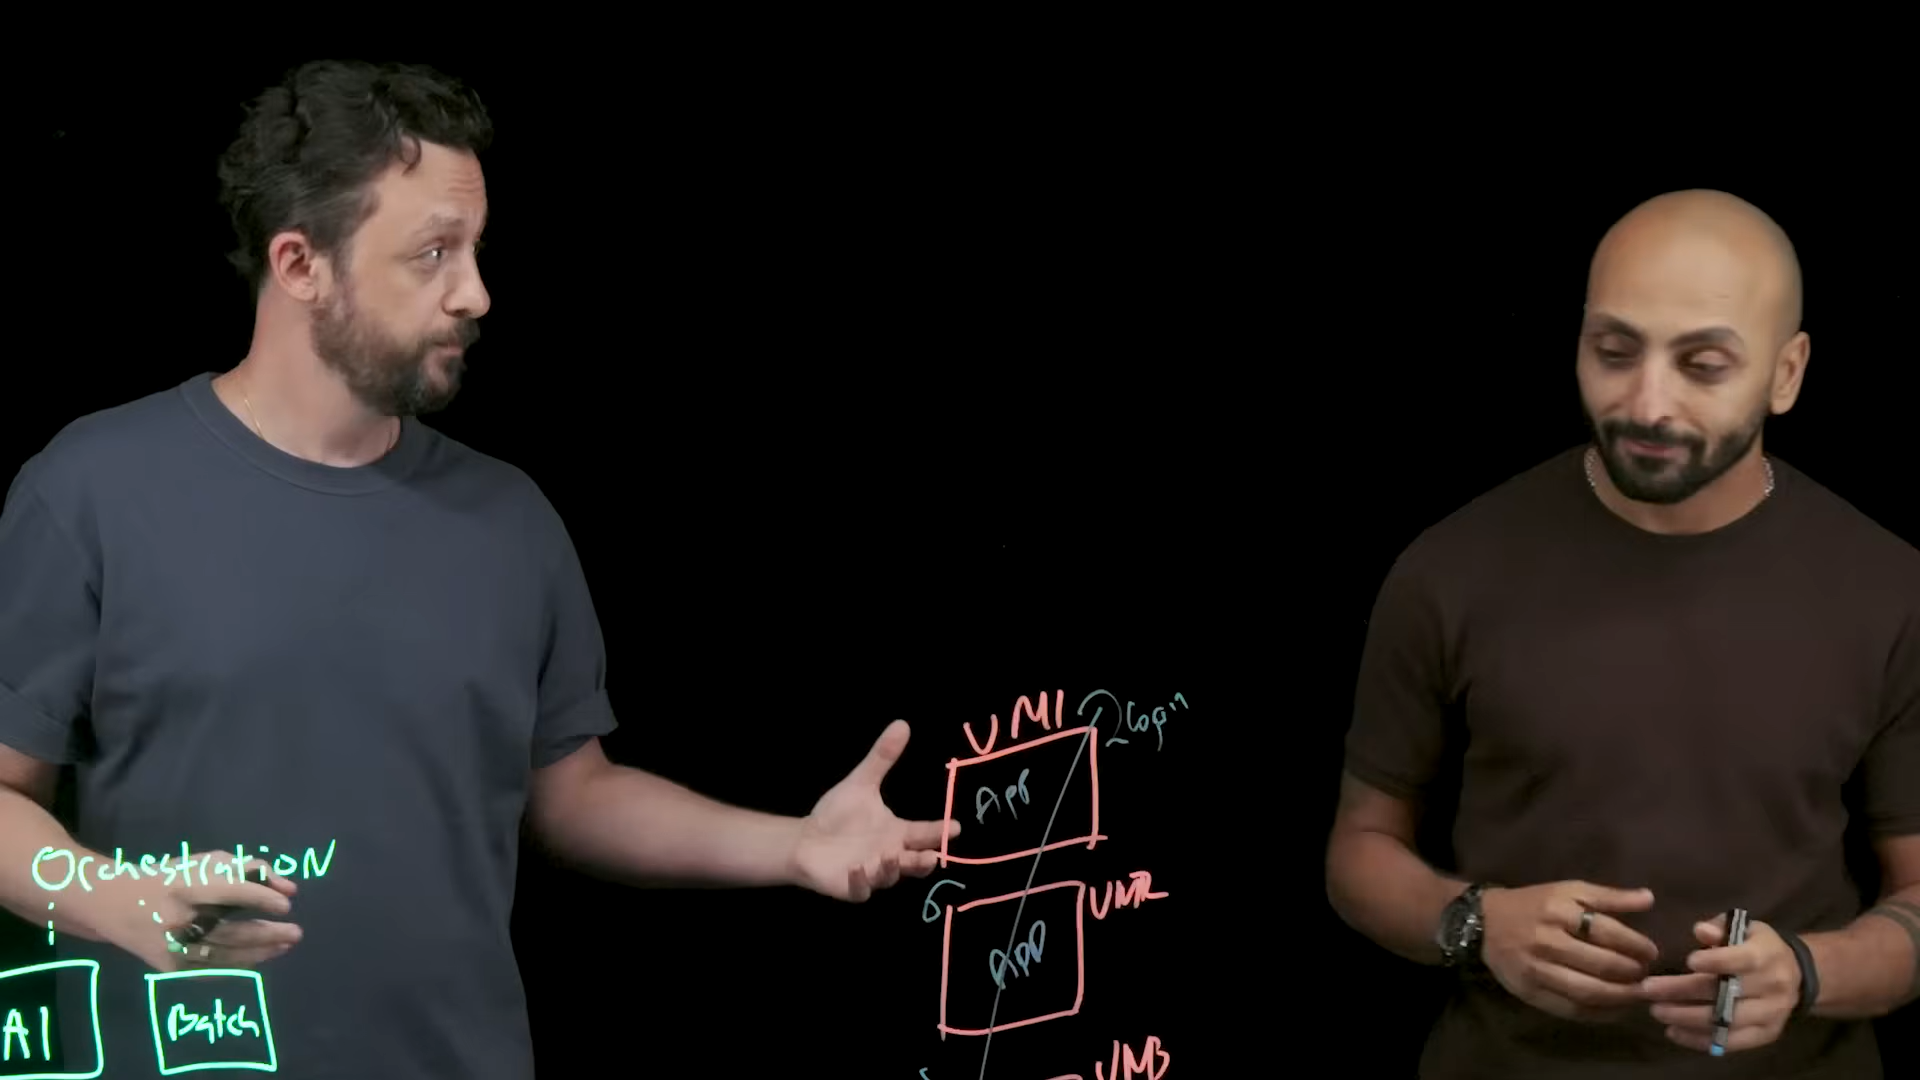 VM1
Login
App
OrchestratioN
VM2
APP
AI
Batch
VM3